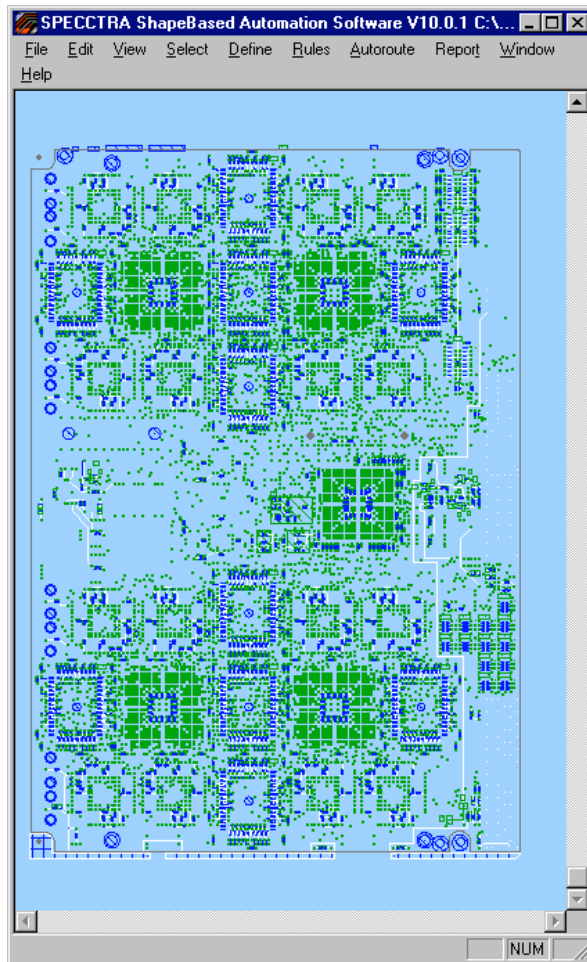 SPECCTRA ShapeBased Automation Software V10.0.1 C:\...
File Edit View Select Define Rules Autoroute Report Window
Help
NUM